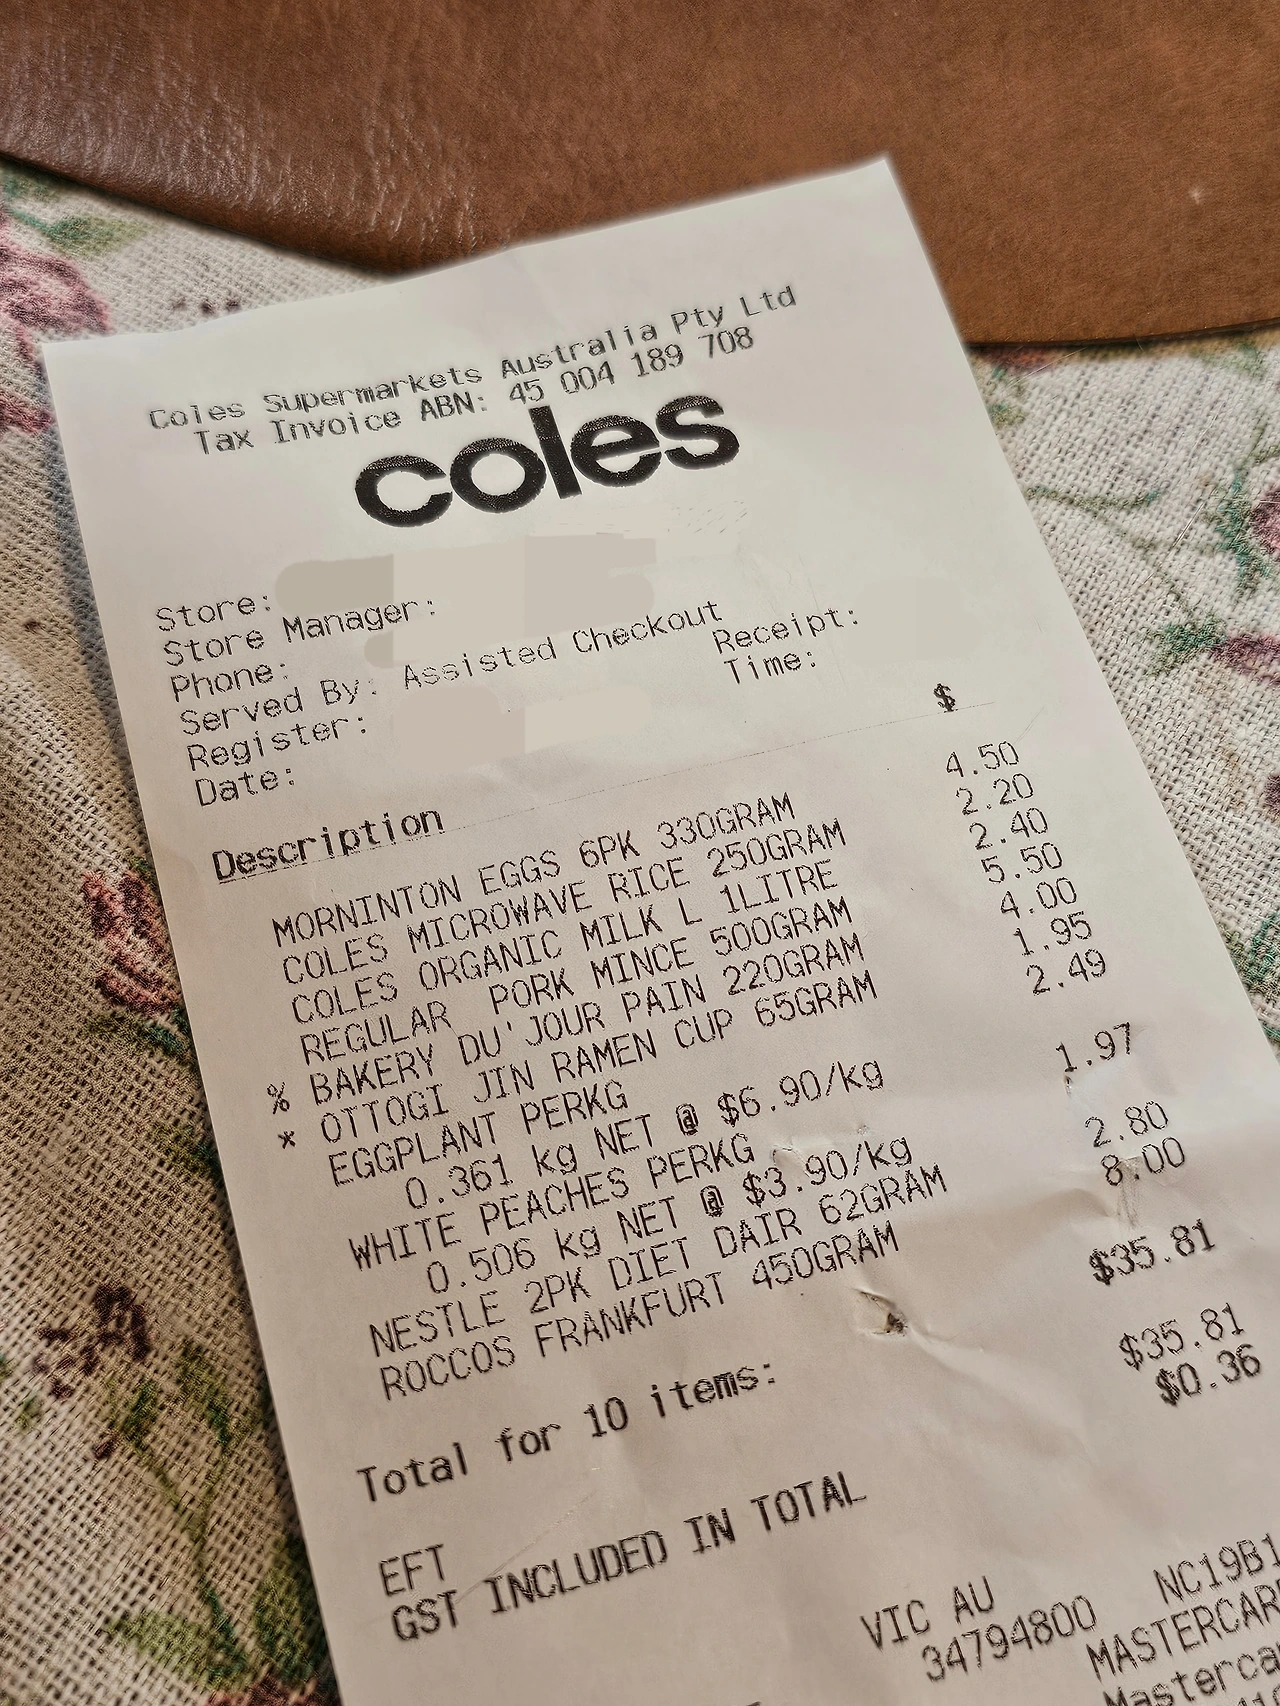 Coles Supermarkets Australia Pty Ltd
Tax Invoice ABN: 45 004 189 708
coles
Store:
Store Manager:
Phone:
Served By: Assisted Checkout
Register: Receipt:
Date: Time:
Description $
MORNINTON EGGS 6PK 330GRAM 4.50
COLES MICROWAVE RICE 250GRAM 2.20
COLES ORGANIC MILK L 1LITRE 2.40
REGULAR PORK MINCE 500GRAM 5.50
% BAKERY DU'JOUR PAIN 220GRAM 4.00
* OTTOGI JIN RAMEN CUP 65GRAM 1.95
EGGPLANT PERKG 2.49
0.361 kg NET @ $6.90/kg
WHITE PEACHES PERKG 1.97
0.506 kg NET @ $3.90/kg
NESTLE 2PK DIET DAIR 62GRAM 2.80
ROCCOS FRANKFURT 450GRAM 8.00
Total for 10 items: $35.81
EFT $35.81
GST INCLUDED IN TOTAL $0.36
VIC AU NC19B1
34794800
MASTERCAR
Masterca